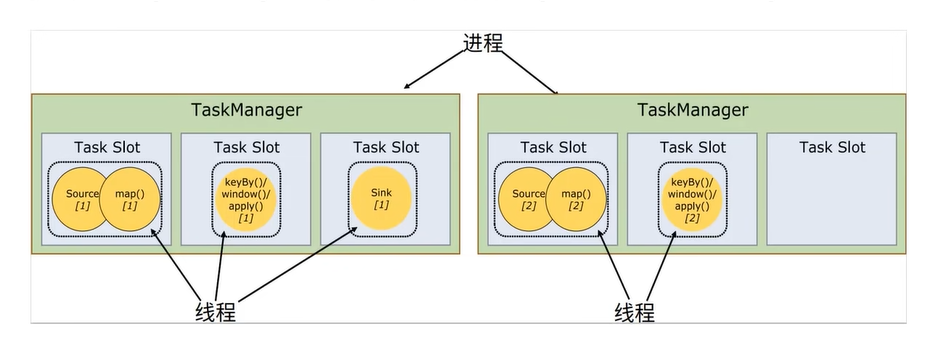 进程
TaskManager
TaskManager
Task Slot
Task Slot
Task Slot
Task Slot
Task Slot
Task Slot
Source
[1]
map()
[1]
keyBy()/
window()/
apply()
[1]
Sink
[1]
Source
[2]
map()
[2]
keyBy()/
window()/
apply()
[2]
线程
线程